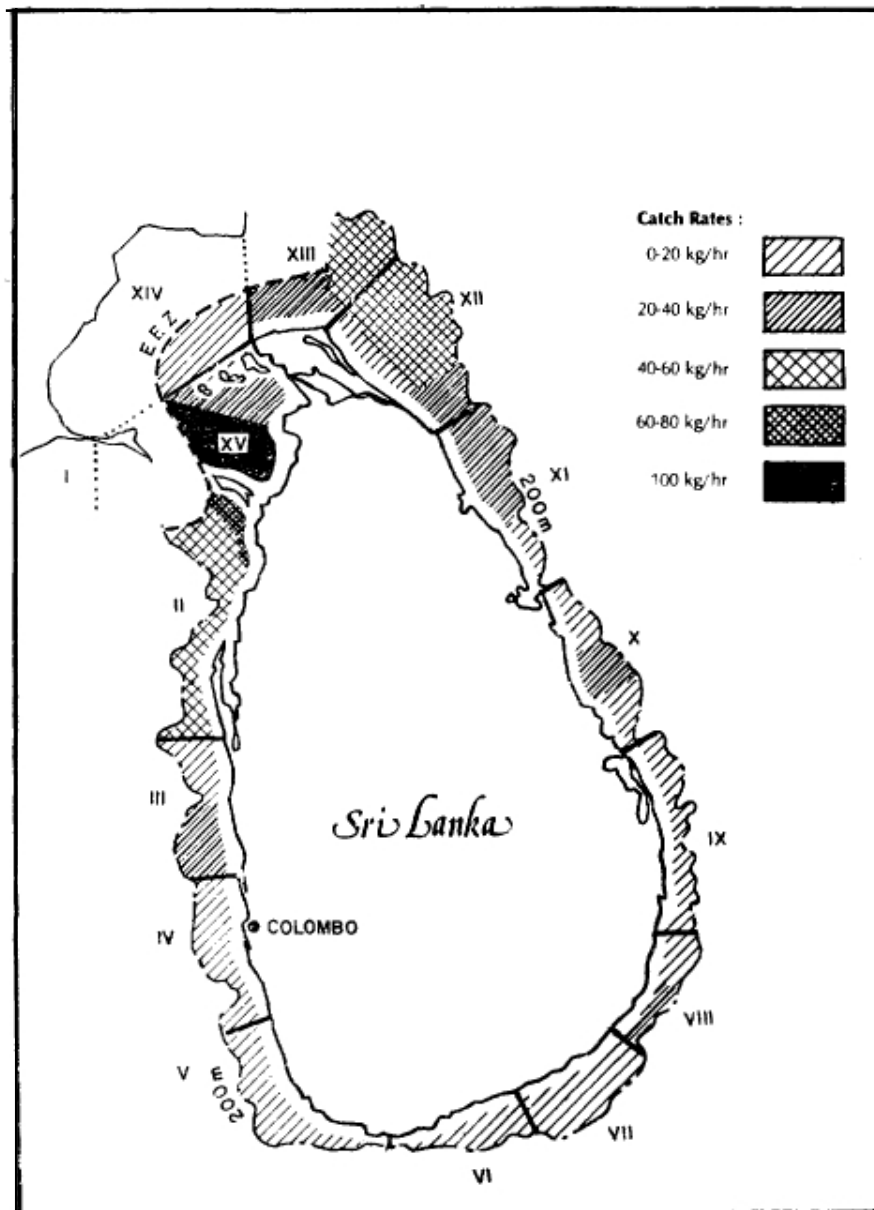 Catch Rates :
0-20 kg/hr
20-40 kg/hr
40-60 kg/hr
60-80 kg/hr
100 kg/hr
XIII
XIV
E. E. Z
XII
XV
I
XI
200m
II
X
III
Sri Lanka
IX
IV
COLOMBO
VIII
V
200m
VII
VI